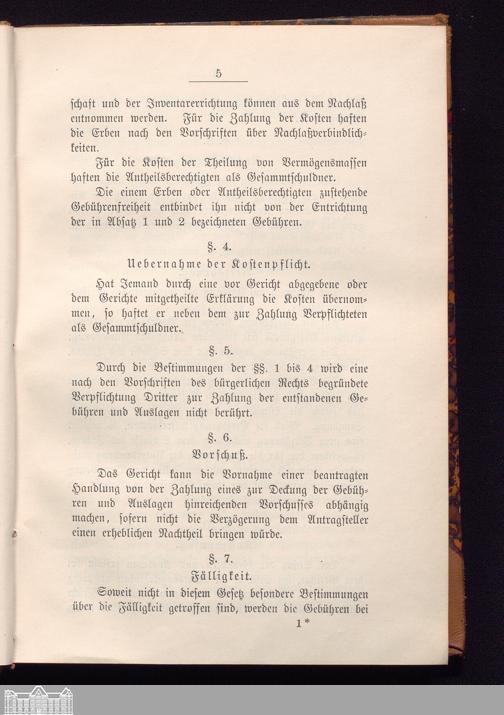 5
schaft und der Inventarerrichtung können aus dem Nachlaß
entnommen werden. Für die Zahlung der Kosten haften
die Erben nach den Vorschriften über Nachlaßverbindlich-
keiten.
Für die Kosten der Theilung von Vermögensmassen
haften die Antheilsberechtigten als Gesammtschuldner.
Die einem Erben oder Antheilsberechtigten zustehende
Gebührenfreiheit entbindet ihn nicht von der Entrichtung
der in Absatz 1 und 2 bezeichneten Gebühren.
§. 4.
Uebernahme der Kostenpflicht.
Hat Jemand durch eine vor Gericht abgegebene oder
dem Gerichte mitgetheilte Erklärung die Kosten übernom-
men, so haftet er neben dem zur Zahlung Verpflichteten
als Gesammtschuldner.
§. 5.
Durch die Bestimmungen der §§. 1 bis 4 wird eine
nach den Vorschriften des bürgerlichen Rechts begründete
Verpflichtung Dritter zur Zahlung der entstandenen Ge-
bühren und Auslagen nicht berührt.
§. 6.
Vorschuß.
Das Gericht kann die Vornahme einer beantragten
Handlung von der Zahlung eines zur Deckung der Gebüh-
ren und Auslagen hinreichenden Vorschusses abhängig
machen, sofern nicht die Verzögerung dem Antragsteller
einen erheblichen Nachtheil bringen würde.
§. 7.
Fälligkeit.
Soweit nicht in diesem Gesetz besondere Bestimmungen
über die Fälligkeit getroffen sind, werden die Gebühren bei
1*